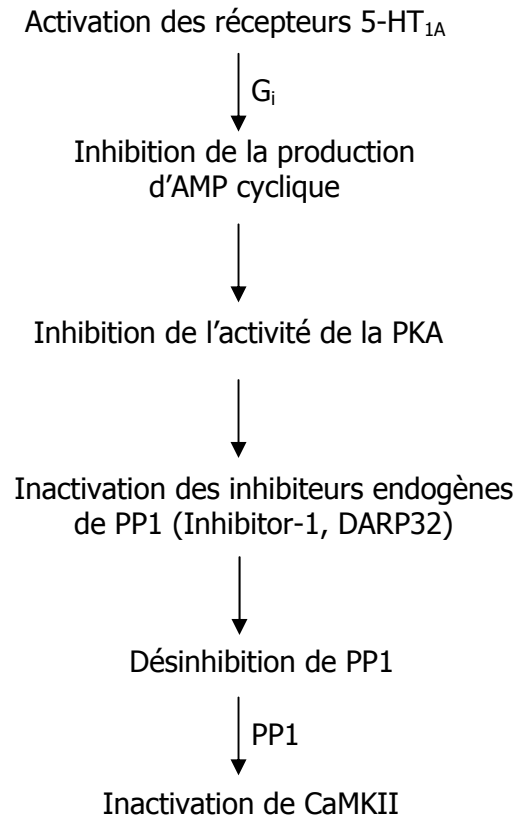 Activation des récepteurs 5-HT1A
Gi
Inhibition de la production
d’AMP cyclique
Inhibition de l’activité de la PKA
Inactivation des inhibiteurs endogènes
de PP1 (Inhibitor-1, DARP32)
Désinhibition de PP1
PP1
Inactivation de CaMKII